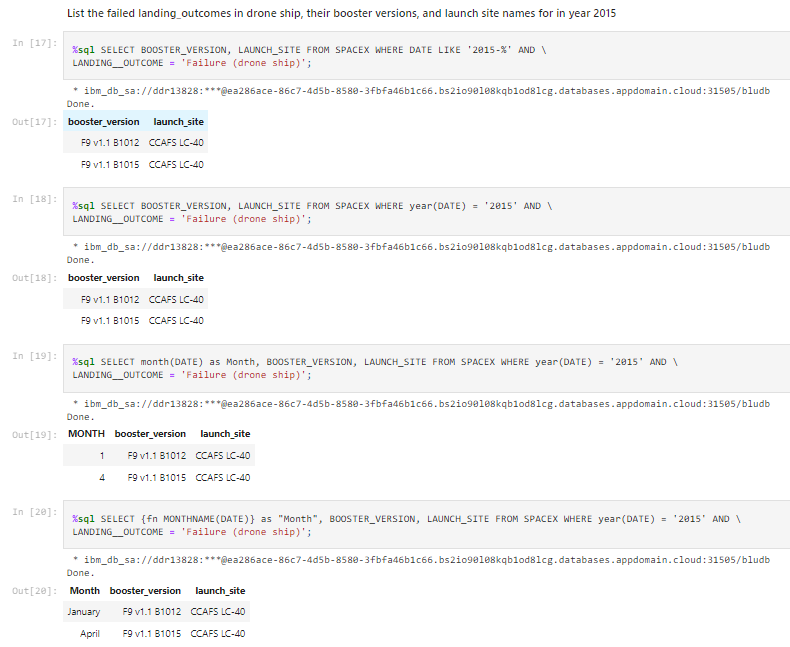 List the failed landing_outcomes in drone ship, their booster versions, and launch site names for in year 2015
In [17]: %sql SELECT BOOSTER_VERSION, LAUNCH_SITE FROM SPACEX WHERE DATE LIKE '2015-%' AND \
LANDING__OUTCOME = 'Failure (drone ship)';
* ibm_db_sa://ddr13828:***@ea286ace-86c7-4d5b-8580-3fbfa46b1c66.bs2io90l08kqb1od8lcg.databases.appdomain.cloud:31505/bludb
Done.
Out[17]: booster_version launch_site
F9 v1.1 B1012 CCAFS LC-40
F9 v1.1 B1015 CCAFS LC-40
In [18]: %sql SELECT BOOSTER_VERSION, LAUNCH_SITE FROM SPACEX WHERE year(DATE) = '2015' AND \
LANDING__OUTCOME = 'Failure (drone ship)';
* ibm_db_sa://ddr13828:***@ea286ace-86c7-4d5b-8580-3fbfa46b1c66.bs2io90l08kqb1od8lcg.databases.appdomain.cloud:31505/bludb
Done.
Out[18]: booster_version launch_site
F9 v1.1 B1012 CCAFS LC-40
F9 v1.1 B1015 CCAFS LC-40
In [19]: %sql SELECT month(DATE) as Month, BOOSTER_VERSION, LAUNCH_SITE FROM SPACEX WHERE year(DATE) = '2015' AND \
LANDING__OUTCOME = 'Failure (drone ship)';
* ibm_db_sa://ddr13828:***@ea286ace-86c7-4d5b-8580-3fbfa46b1c66.bs2io90l08kqb1od8lcg.databases.appdomain.cloud:31505/bludb
Done.
Out[19]: MONTH booster_version launch_site
1 F9 v1.1 B1012 CCAFS LC-40
4 F9 v1.1 B1015 CCAFS LC-40
In [20]: %sql SELECT {fn MONTHNAME(DATE)} as "Month", BOOSTER_VERSION, LAUNCH_SITE FROM SPACEX WHERE year(DATE) = '2015' AND \
LANDING__OUTCOME = 'Failure (drone ship)';
* ibm_db_sa://ddr13828:***@ea286ace-86c7-4d5b-8580-3fbfa46b1c66.bs2io90l08kqb1od8lcg.databases.appdomain.cloud:31505/bludb
Done.
Out[20]: Month booster_version launch_site
January F9 v1.1 B1012 CCAFS LC-40
April F9 v1.1 B1015 CCAFS LC-40